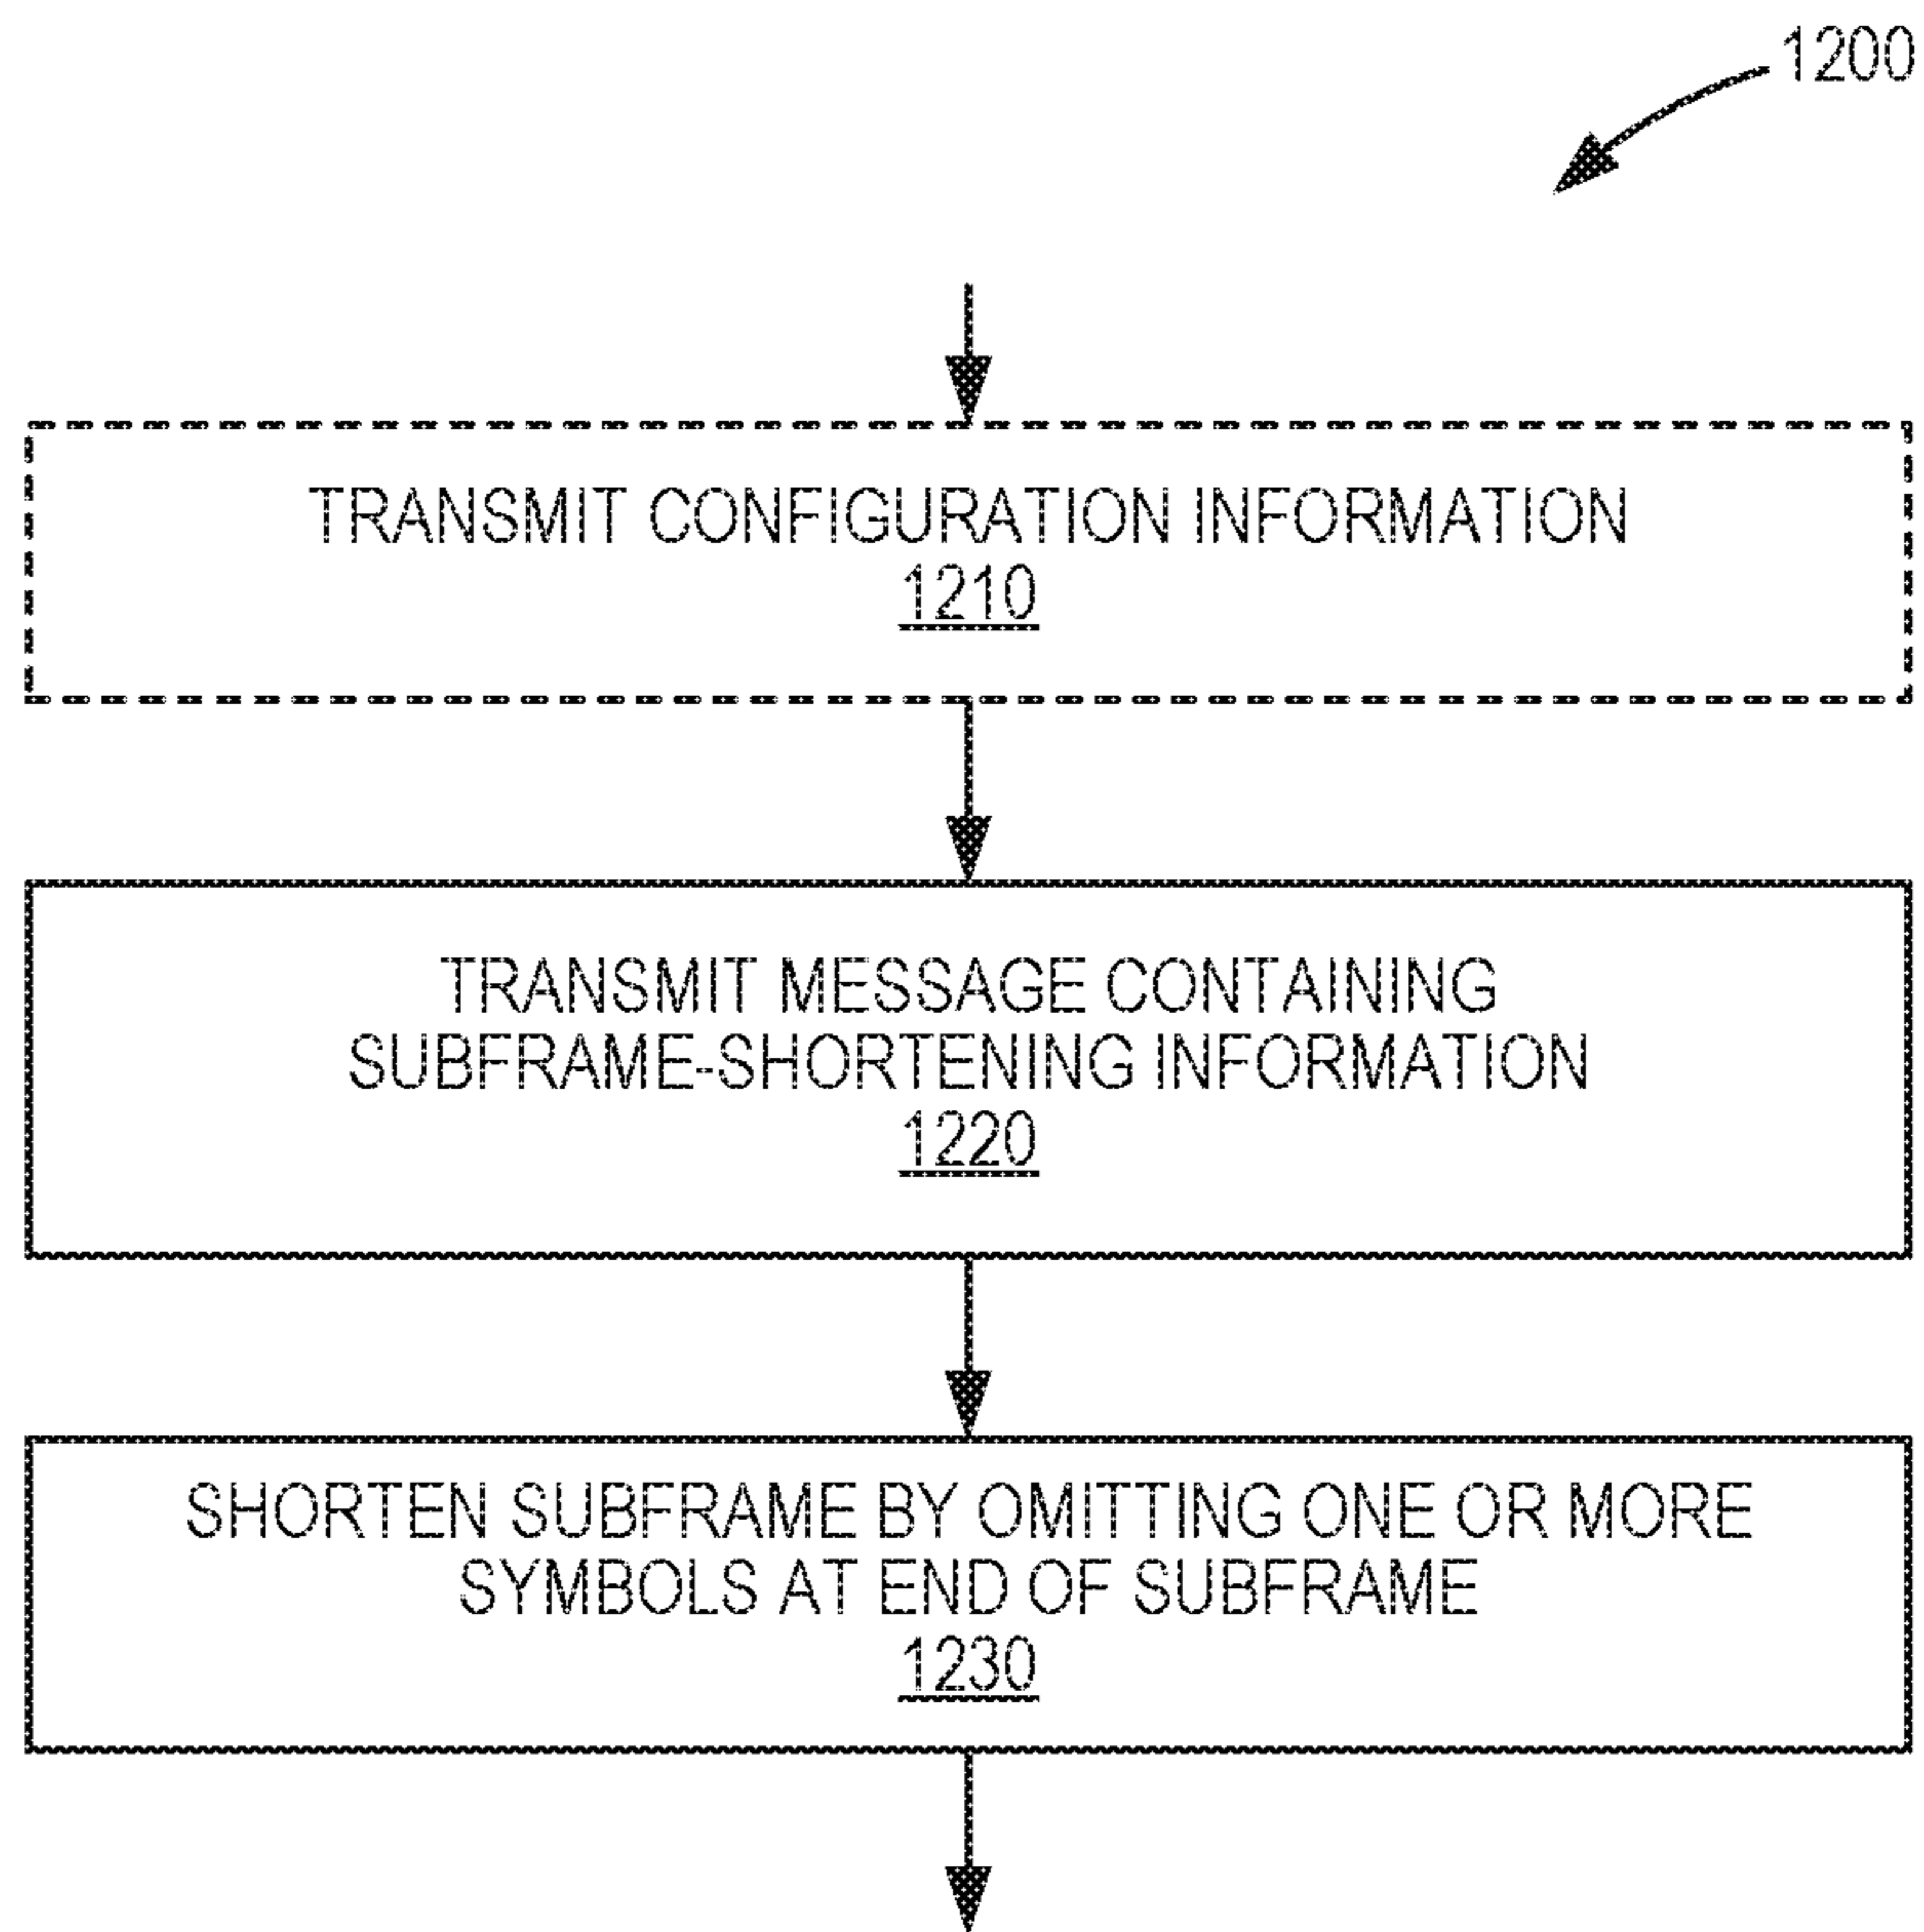 1200
TRANSMIT CONFIGURATION INFORMATION
1210
TRANSMIT MESSAGE CONTAINING
SUBFRAME-SHORTENING INFORMATION
1220
SHORTEN SUBFRAME BY OMITTING ONE OR MORE
SYMBOLS AT END OF SUBFRAME
1230